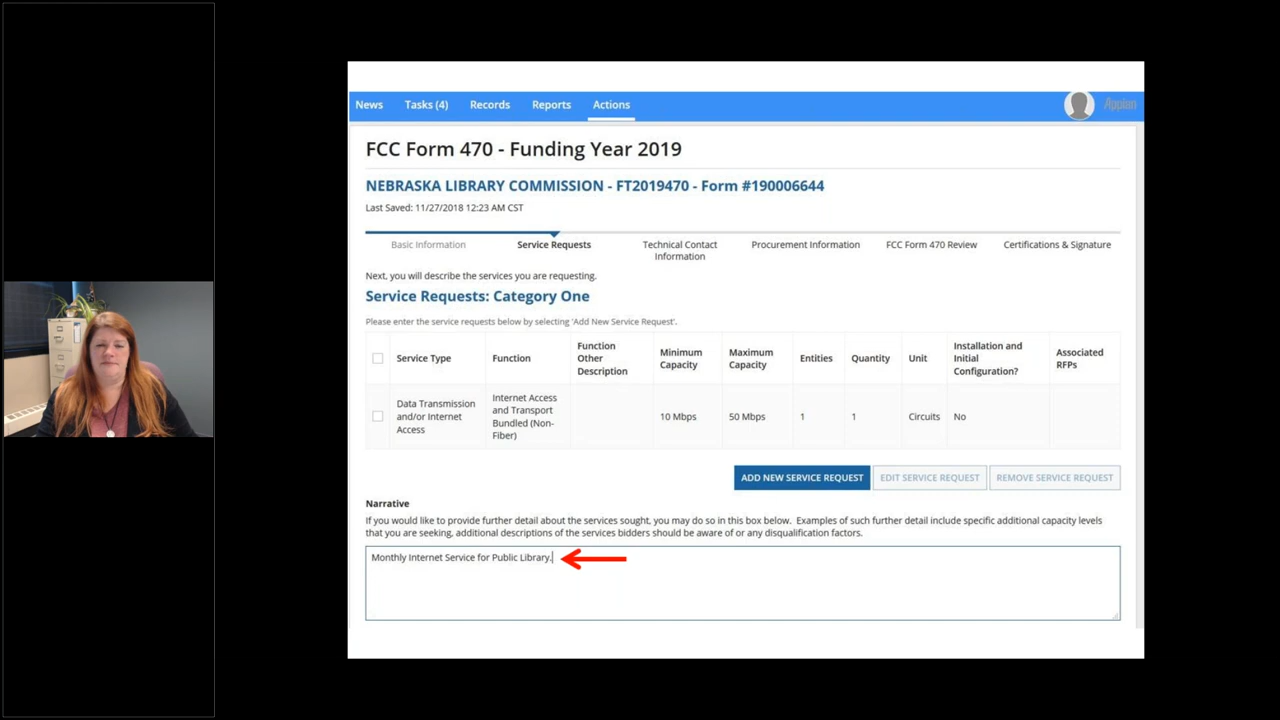 News Tasks (4) Records Reports Actions Appian
FCC Form 470 - Funding Year 2019
NEBRASKA LIBRARY COMMISSION - FT2019470 - Form #190006644
Last Saved: 11/27/2018 12:23 AM CST
Basic Information
Service Requests
Technical Contact
Information
Procurement Information
FCC Form 470 Review
Certifications & Signature
Next, you will describe the services you are requesting.
Service Requests: Category One
Please enter the service requests below by selecting 'Add New Service Request'.
Service Type
Function
Function
Other
Description
Minimum
Capacity
Maximum
Capacity
Entities
Quantity
Unit
Installation and
Initial
Configuration?
Associated
RFPs
Data Transmission
and/or Internet
Access
Internet Access
and Transport
Bundled (Non-
Fiber)
10 Mbps
50 Mbps
1
1
Circuits
No
ADD NEW SERVICE REQUEST
EDIT SERVICE REQUEST
REMOVE SERVICE REQUEST
Narrative
If you would like to provide further detail about the services sought, you may do so in this box below. Examples of such further detail include specific additional capacity levels
that you are seeking, additional descriptions of the services bidders should be aware of or any disqualification factors.
Monthly Internet Service for Public Library.